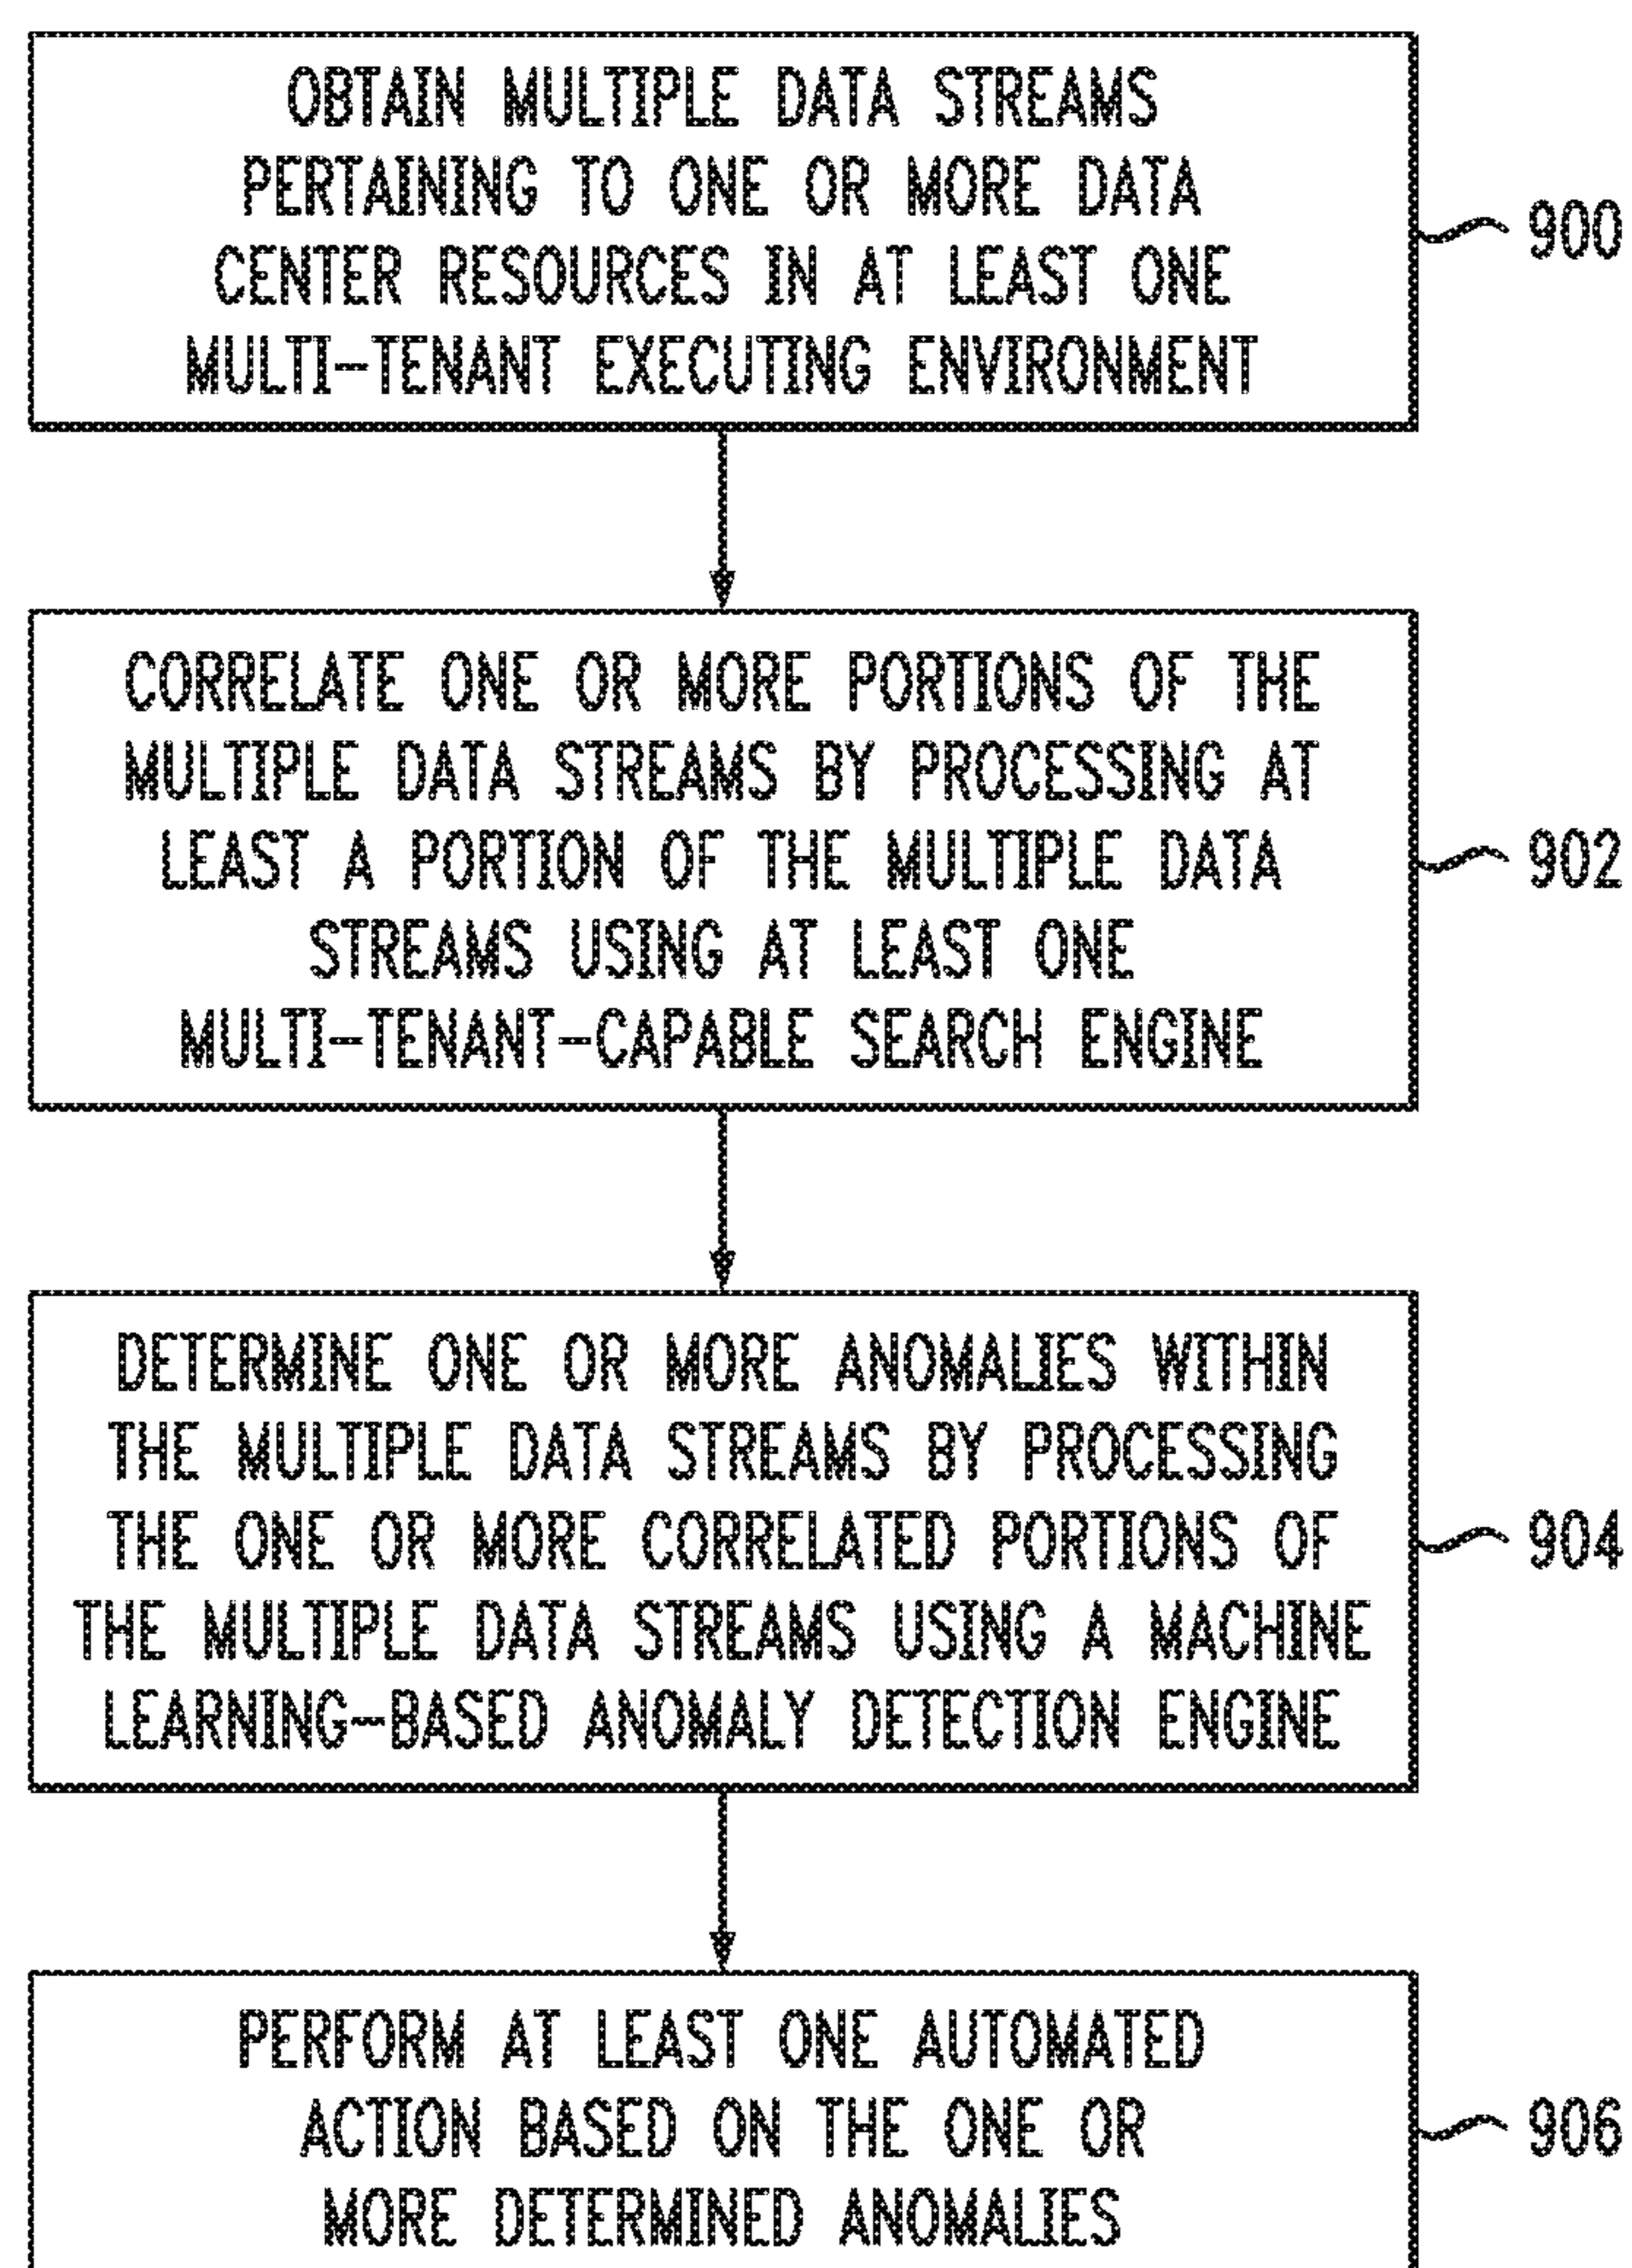 OBTAIN MULTIPLE DATA STREAMS
PERTAINING TO ONE OR MORE DATA
CENTER RESOURCES IN AT LEAST ONE
MULTI-TENANT EXECUTING ENVIRONMENT
900
CORRELATE ONE OR MORE PORTIONS OF THE
MULTIPLE DATA STREAMS BY PROCESSING AT
LEAST A PORTION OF THE MULTIPLE DATA
STREAMS USING AT LEAST ONE
MULTI-TENANT-CAPABLE SEARCH ENGINE
902
DETERMINE ONE OR MORE ANOMALIES WITHIN
THE MULTIPLE DATA STREAMS BY PROCESSING
THE ONE OR MORE CORRELATED PORTIONS OF
THE MULTIPLE DATA STREAMS USING A MACHINE
LEARNING-BASED ANOMALY DETECTION ENGINE
904
PERFORM AT LEAST ONE AUTOMATED
ACTION BASED ON THE ONE OR
MORE DETERMINED ANOMALIES
906